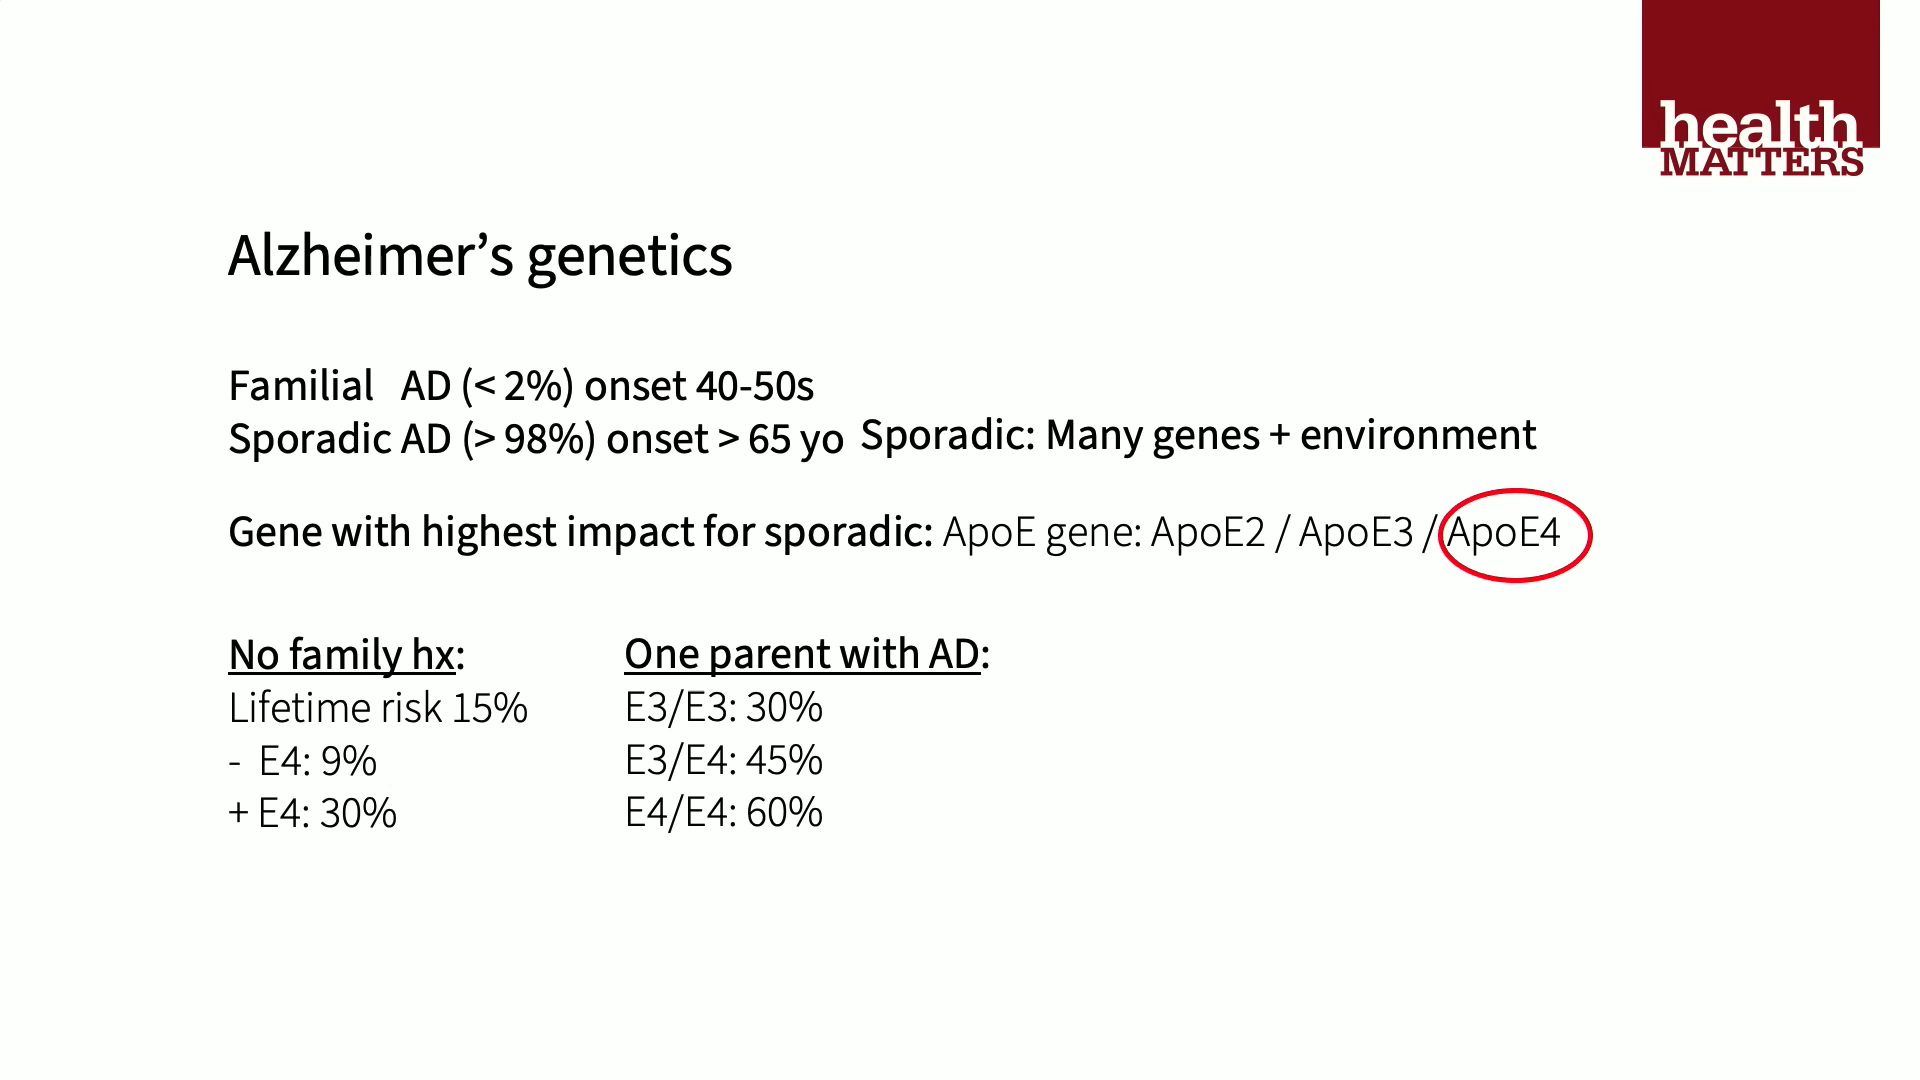 health
MATTERS
Alzheimer’s genetics
Familial AD (< 2%) onset 40-50s
Sporadic AD (> 98%) onset > 65 yo Sporadic: Many genes + environment
Gene with highest impact for sporadic: ApoE gene: ApoE2 / ApoE3 / ApoE4
No family hx:
Lifetime risk 15%
- E4: 9%
+ E4: 30%
One parent with AD:
E3/E3: 30%
E3/E4: 45%
E4/E4: 60%